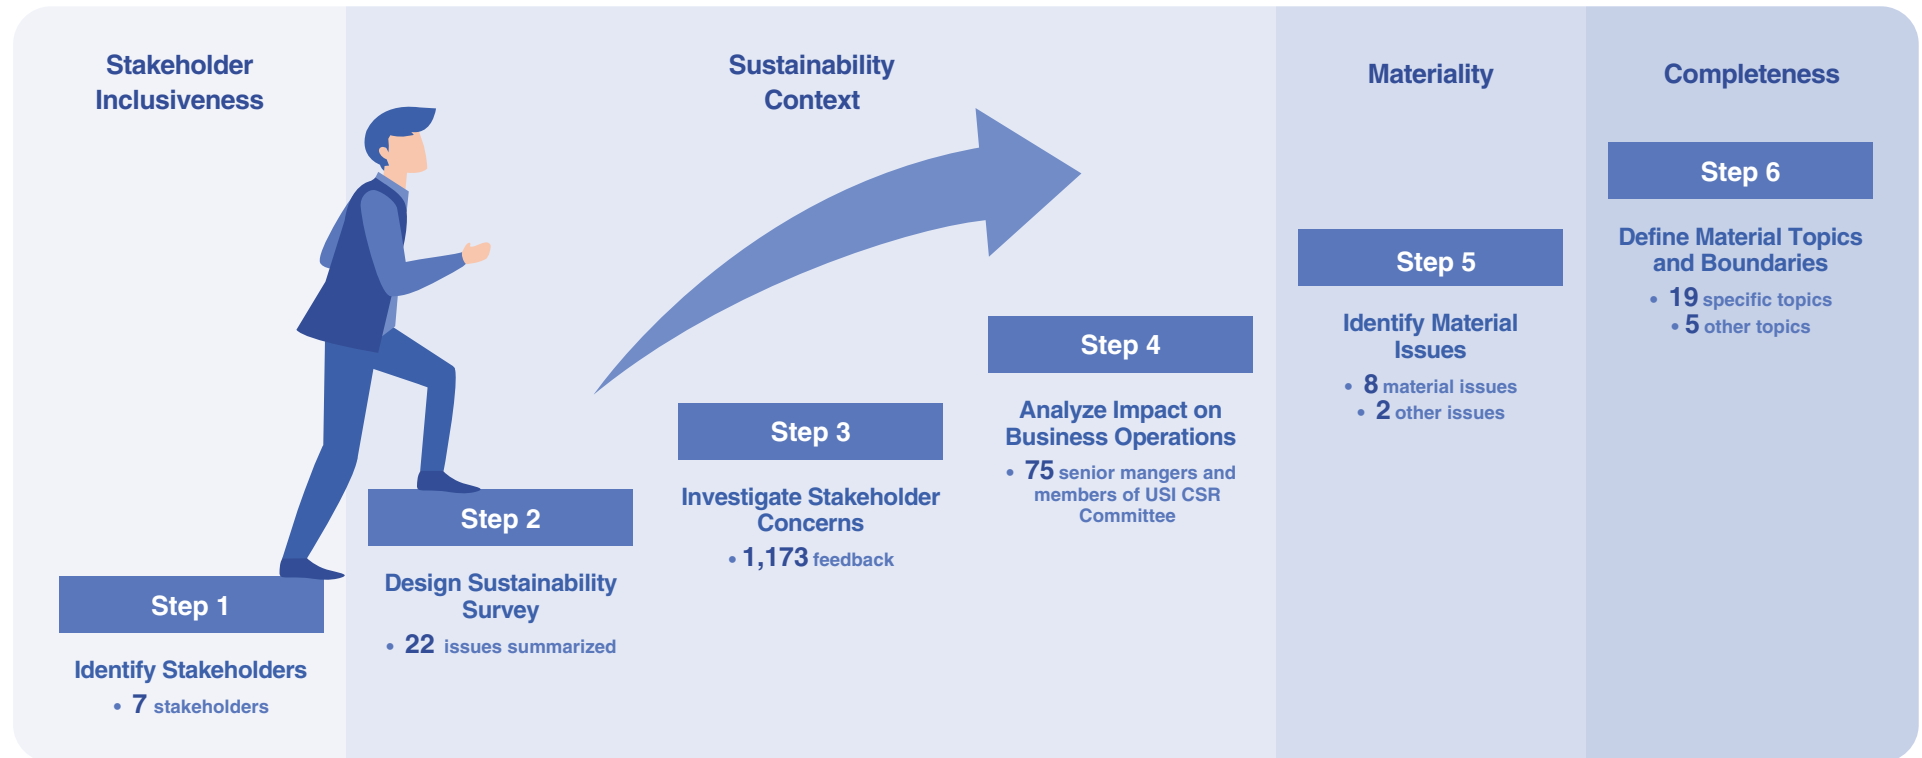 Stakeholder
Inclusiveness
Step 1
Identify Stakeholders
• 7 stakeholders
Sustainability
Context
Step 2
Design Sustainability
Survey
• 22 issues summarized
Step 3
Investigate Stakeholder
Concerns
• 1,173 feedback
Step 4
Analyze Impact on
Business Operations
• 75 senior mangers and
members of USI CSR
Committee
Materiality
Step 5
Identify Material
Issues
• 8 material issues
• 2 other issues
Completeness
Step 6
Define Material Topics
and Boundaries
• 19 specific topics
• 5 other topics